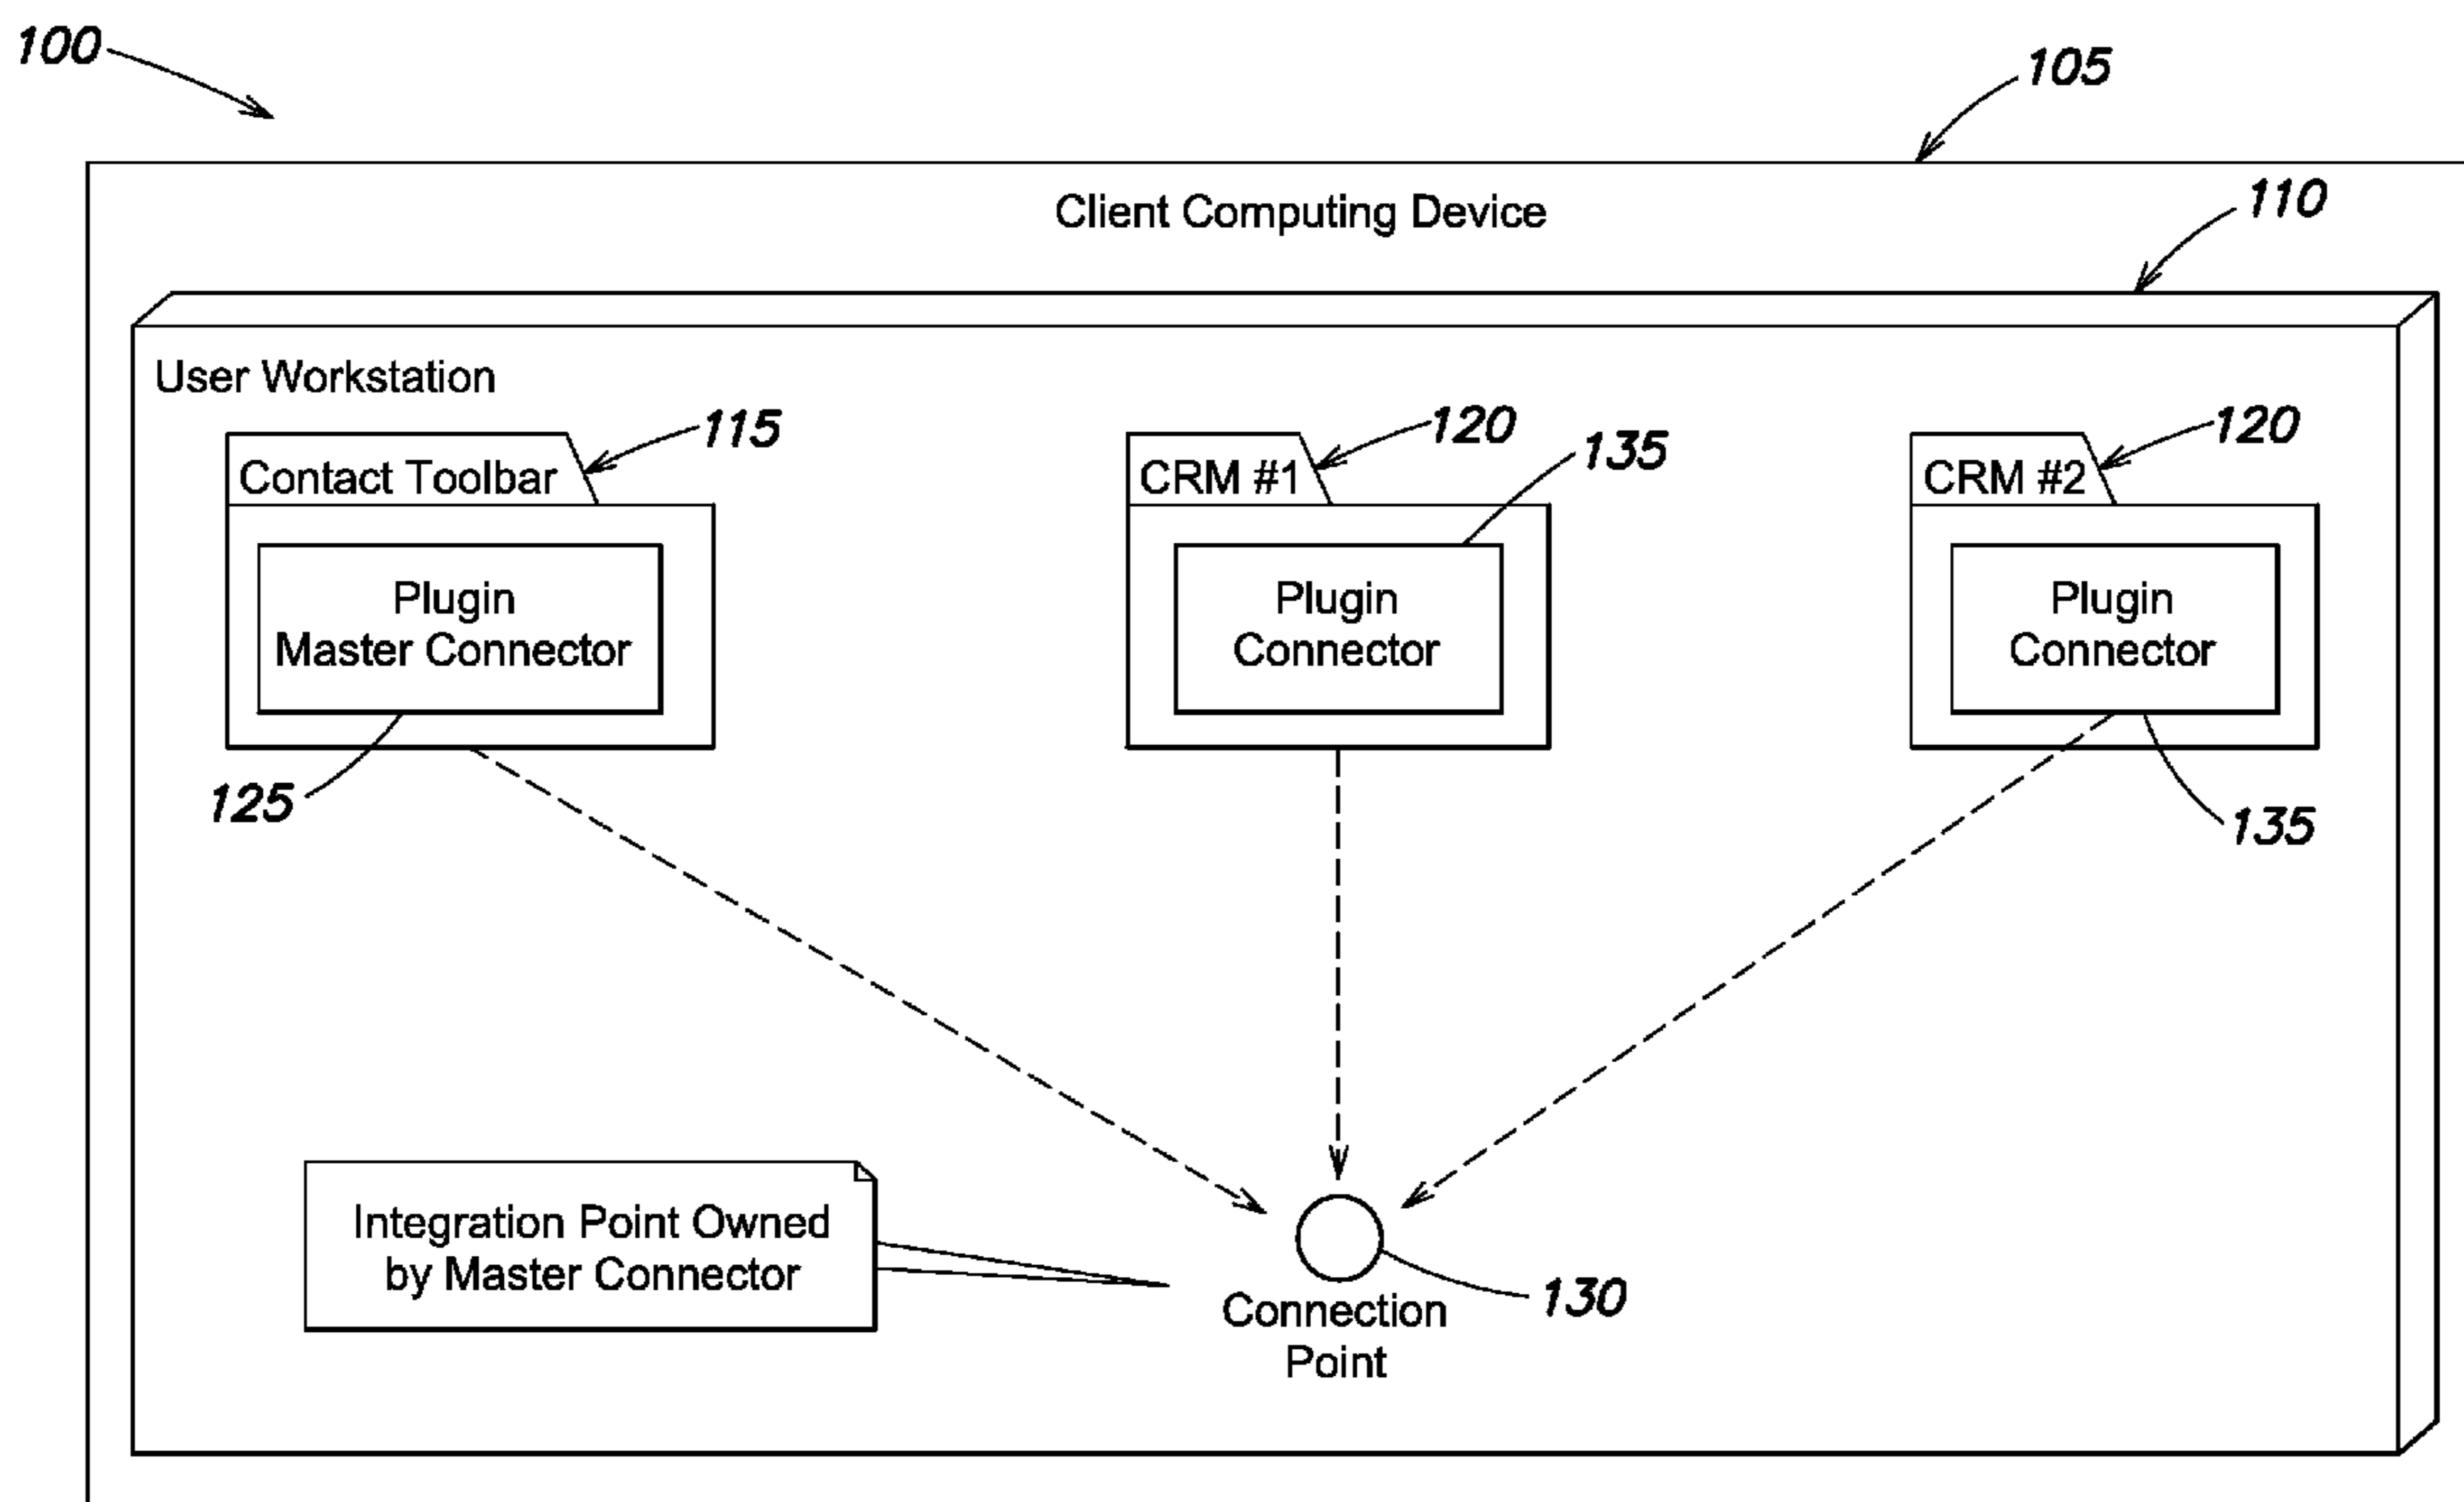 100
105
Client Computing Device
110
User Workstation
115
120
135
120
Contact Toolbar
CRM #1
CRM #2
Plugin
Master Connector
Plugin
Connector
Plugin
Connector
125
135
Integration Point Owned
by Master Connector
130
Connection
Point